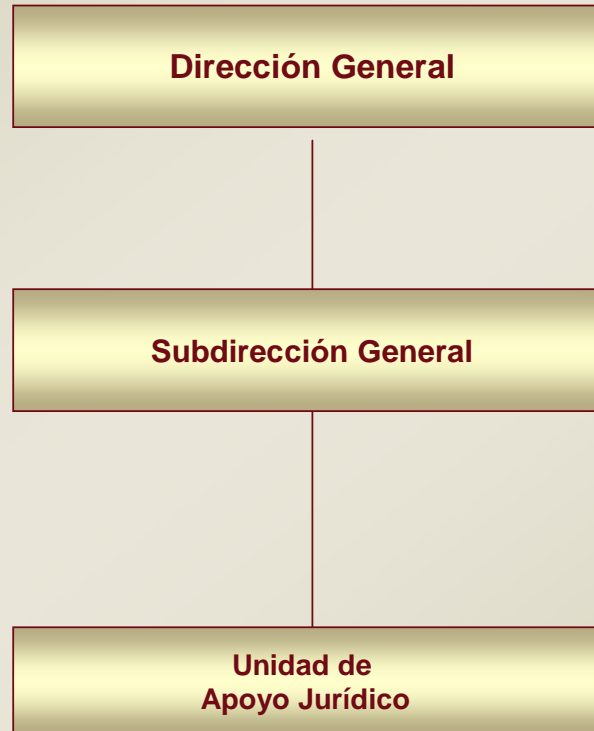 Dirección General
Subdirección General
Unidad de
Apoyo Jurídico